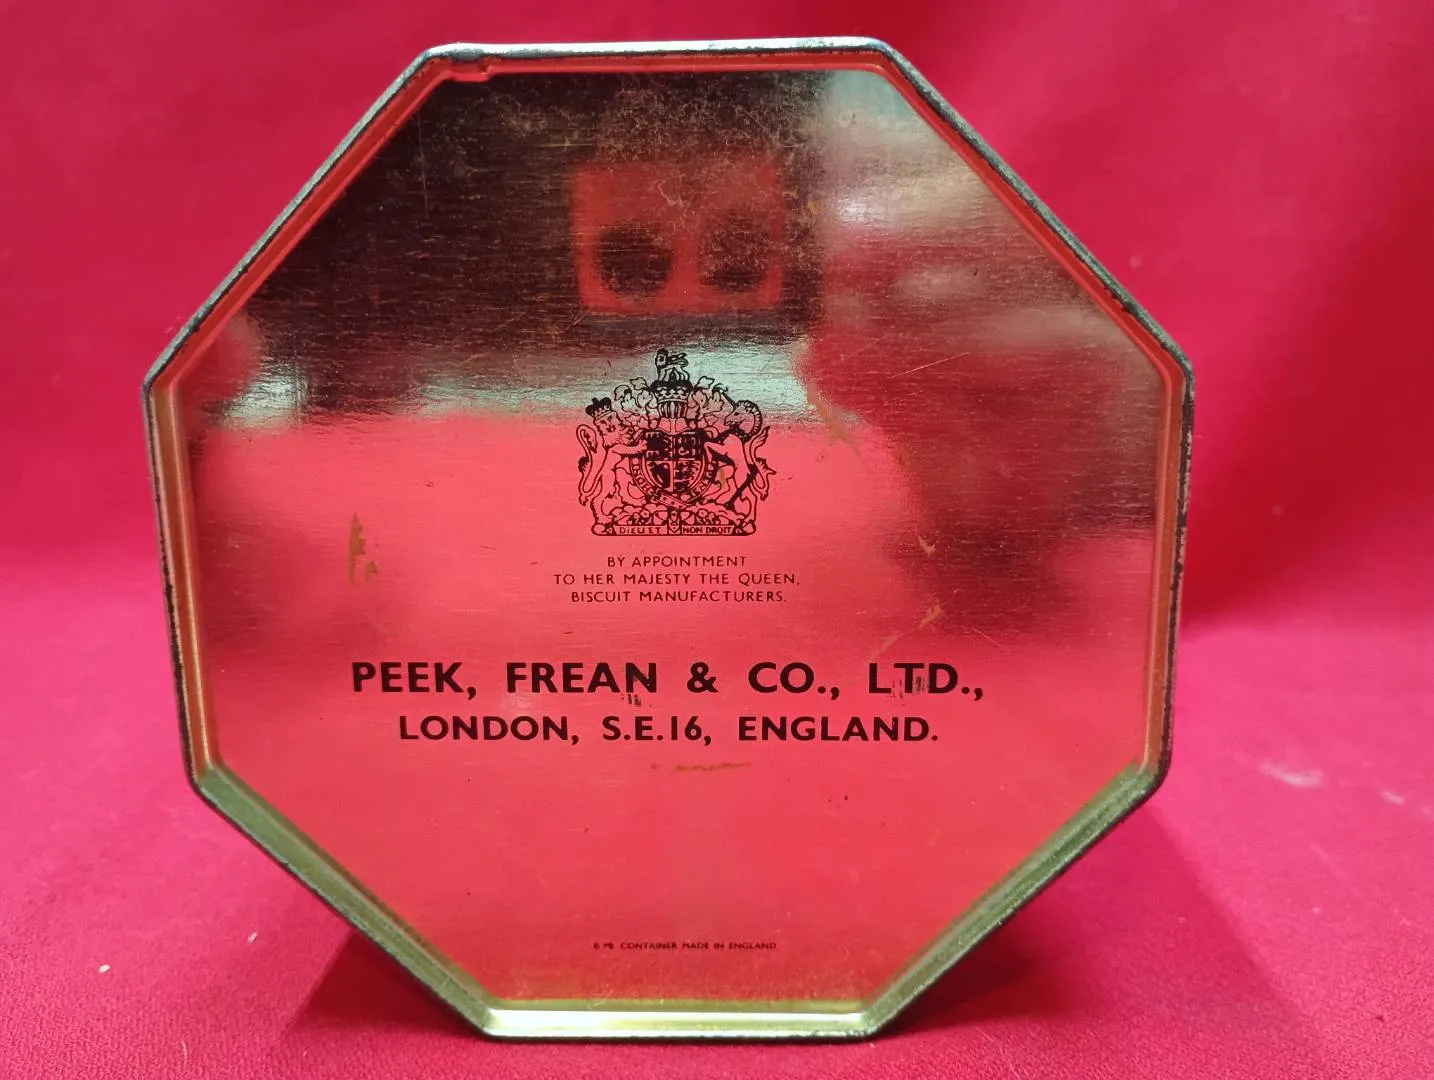 DIEU ET MON DROIT
BY APPOINTMENT
TO HER MAJESTY THE QUEEN,
BISCUIT MANUFACTURERS.
PEEK, FREAN & CO., LTD.,
LONDON, S.E.16, ENGLAND.
CONTAINER MADE IN ENGLAND